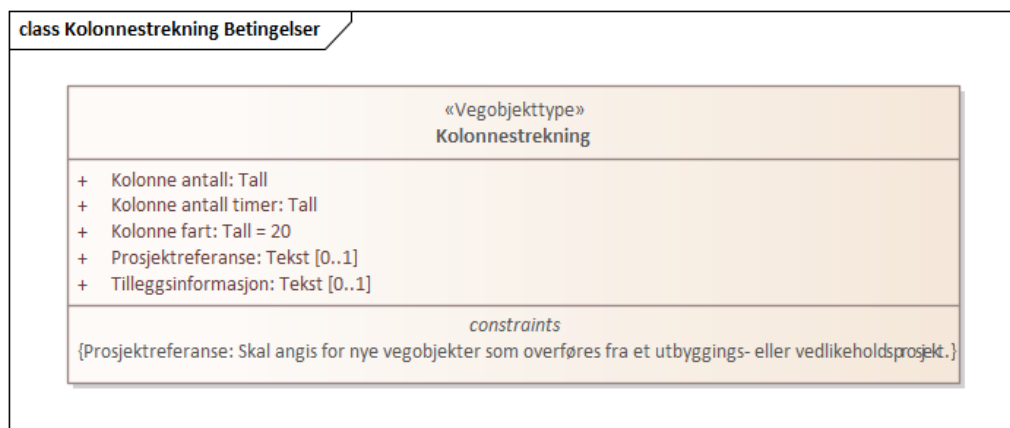 class Kolonnestrekning Betingelser
«Vegobjekttype»
Kolonnestrekning
+ Kolonne antall: Tall
+ Kolonne antall timer: Tall
+ Kolonne fart: Tall = 20
+ Prosjektreferanse: Tekst [0..1]
+ Tilleggsinformasjon: Tekst [0..1]
constraints
{Prosjektreferanse: Skal angis for nye vegobjekter som overføres fra et utbyggings- eller vedlikeholdsprosjekt.}